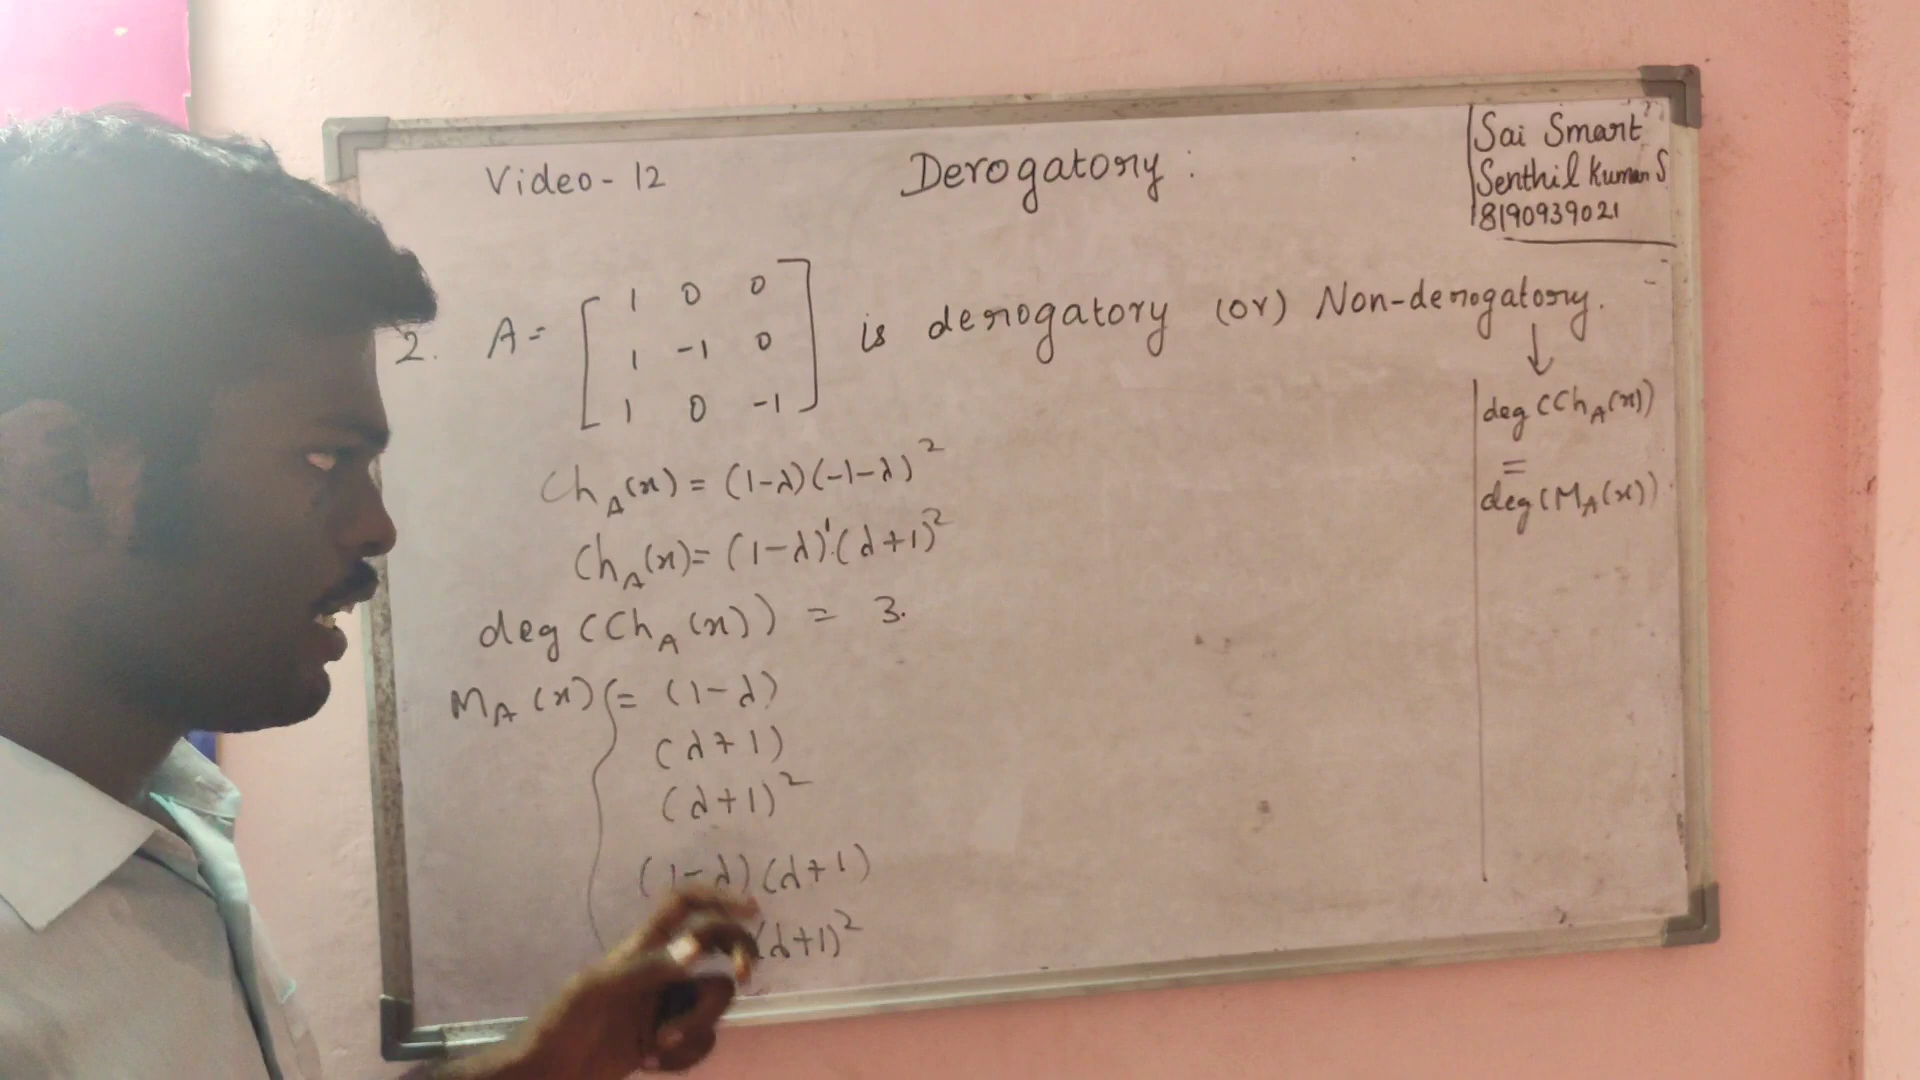 Video - 12
Derogatory :
Sai Smart
Senthil Kumar S
8190939021
2. A = [ 1 0 0
1 -1 0
1 0 -1 ] is derogatory (or) Non-derogatory.
↓
deg (Ch_A(x))
=
deg (M_A(x))
Ch_A(x) = (1-λ)(-1-λ)²
Ch_A(x) = (1-λ)¹(λ+1)²
deg (Ch_A(x)) = 3.
M_A(x) = (1-λ)
(λ+1)
(λ+1)²
(1-λ)(λ+1)
(λ+1)²